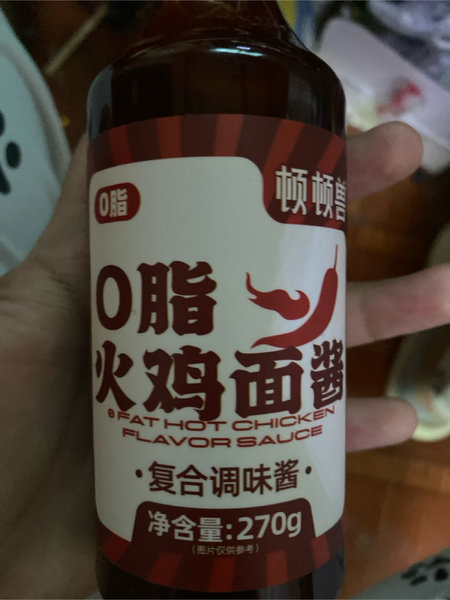 顿顿兽
0脂
0脂
火鸡面酱
0 FAT HOT CHICKEN
FLAVOR SAUCE
·复合调味酱·
净含量:270g
(图片仅供参考)